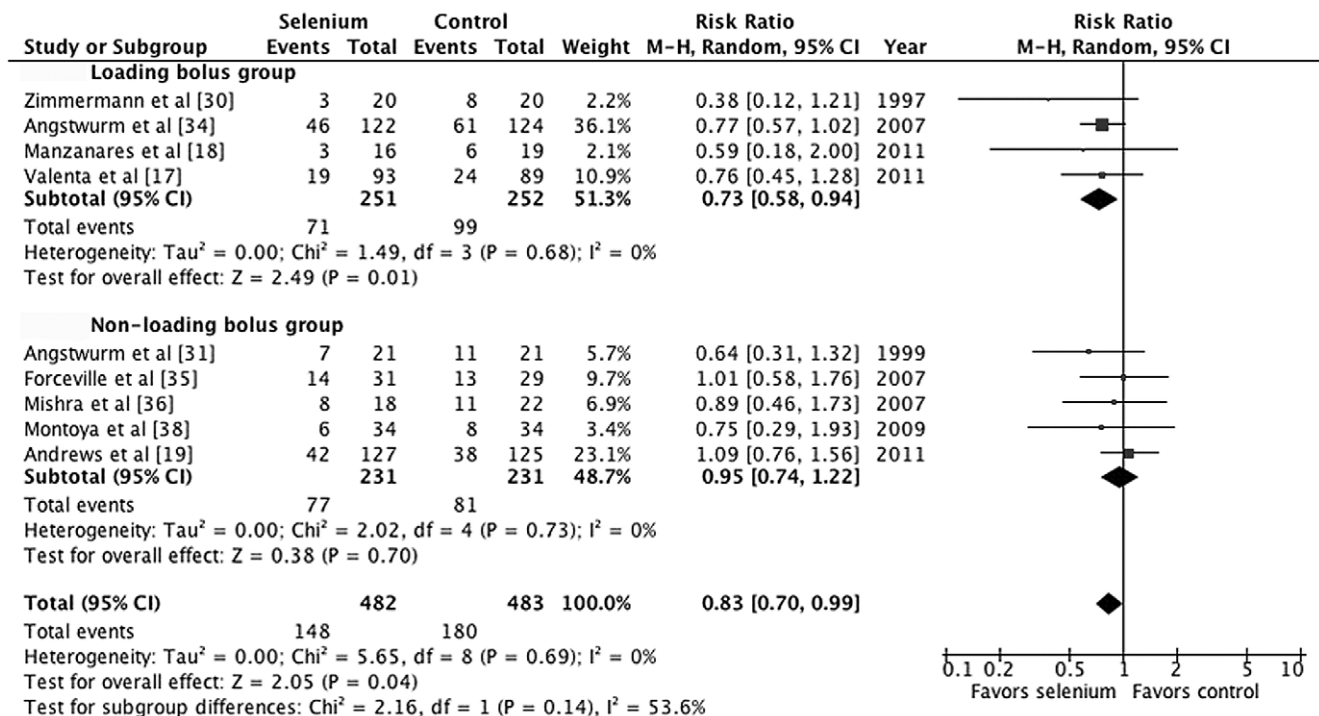 Selenium Control Risk Ratio Risk Ratio
Study or Subgroup Events Total Events Total Weight M-H, Random, 95% CI Year M-H, Random, 95% CI
Loading bolus group
Zimmermann et al [30] 3 20 8 20 2.2% 0.38 [0.12, 1.21] 1997
Angstwurm et al [34] 46 122 61 124 36.1% 0.77 [0.57, 1.02] 2007
Manzanares et al [18] 3 16 6 19 2.1% 0.59 [0.18, 2.00] 2011
Valenta et al [17] 19 93 24 89 10.9% 0.76 [0.45, 1.28] 2011
Subtotal (95% CI) 251 252 51.3% 0.73 [0.58, 0.94]
Total events 71 99
Heterogeneity: Tau² = 0.00; Chi² = 1.49, df = 3 (P = 0.68); I² = 0%
Test for overall effect: Z = 2.49 (P = 0.01)
Non-loading bolus group
Angstwurm et al [31] 7 21 11 21 5.7% 0.64 [0.31, 1.32] 1999
Forceville et al [35] 14 31 13 29 9.7% 1.01 [0.58, 1.76] 2007
Mishra et al [36] 8 18 11 22 6.9% 0.89 [0.46, 1.73] 2007
Montoya et al [38] 6 34 8 34 3.4% 0.75 [0.29, 1.93] 2009
Andrews et al [19] 42 127 38 125 23.1% 1.09 [0.76, 1.56] 2011
Subtotal (95% CI) 231 231 48.7% 0.95 [0.74, 1.22]
Total events 77 81
Heterogeneity: Tau² = 0.00; Chi² = 2.02, df = 4 (P = 0.73); I² = 0%
Test for overall effect: Z = 0.38 (P = 0.70)
Total (95% CI) 482 483 100.0% 0.83 [0.70, 0.99]
Total events 148 180
Heterogeneity: Tau² = 0.00; Chi² = 5.65, df = 8 (P = 0.69); I² = 0%
Test for overall effect: Z = 2.05 (P = 0.04)
Test for subgroup differences: Chi² = 2.16, df = 1 (P = 0.14), I² = 53.6%
0.1 0.2 0.5 1 2 5 10
Favors selenium Favors control